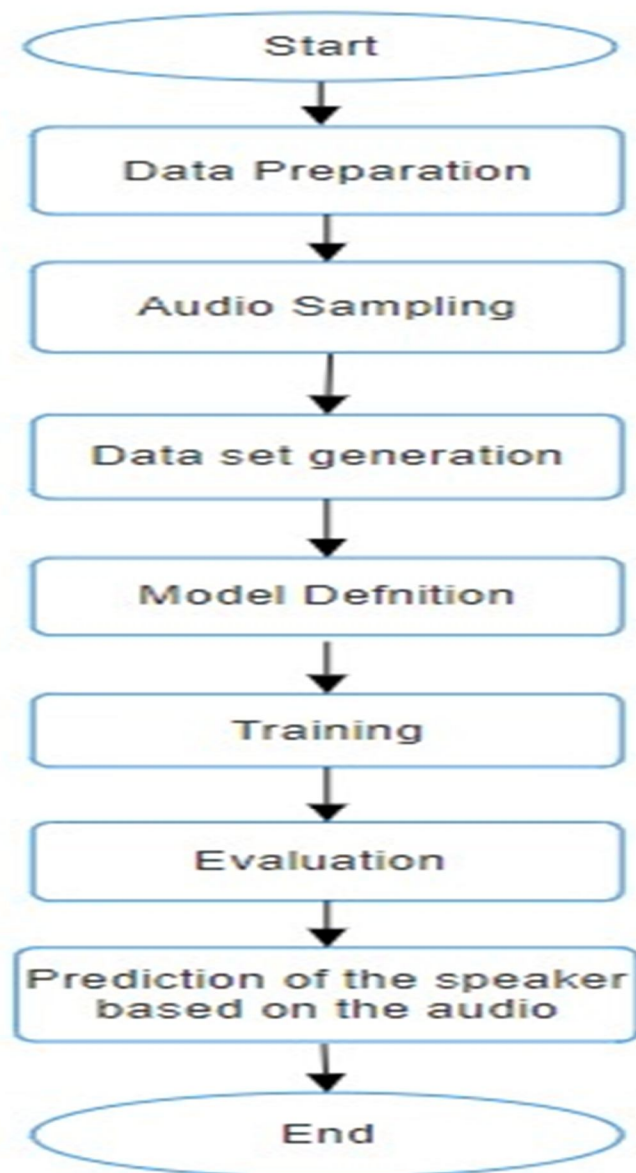 Start
Data Preparation
Audio Sampling
Data set generation
Model Defnition
Training
Evaluation
Prediction of the speaker
based on the audio
End